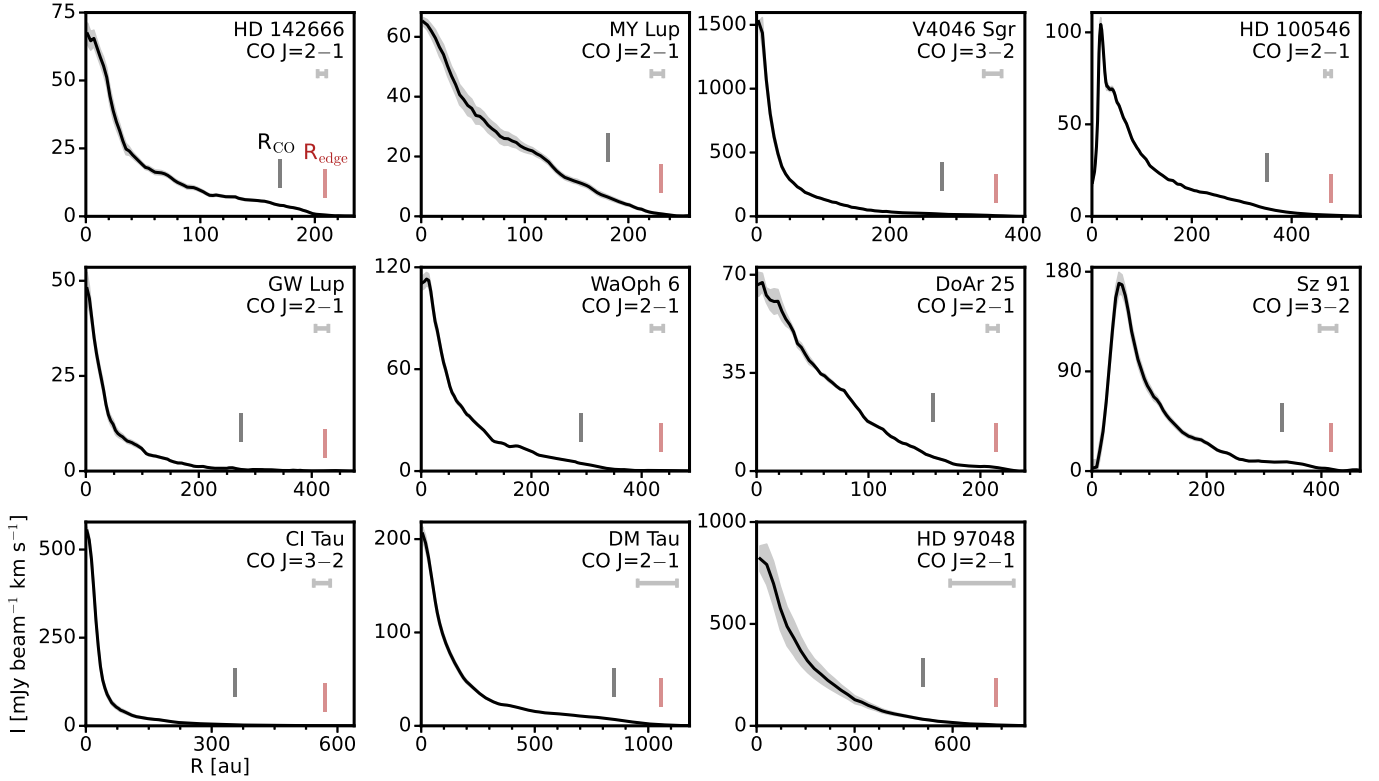 75
50
25
0
0
100
200
HD 142666
CO J=2−1
R_CO
R_edge
60
40
20
0
0
100
200
MY Lup
CO J=2−1
1500
1000
500
0
0
200
400
V4046 Sgr
CO J=3−2
100
50
0
0
200
400
HD 100546
CO J=2−1
50
25
0
0
200
400
GW Lup
CO J=2−1
120
60
0
0
200
400
WaOph 6
CO J=2−1
70
35
0
0
100
200
DoAr 25
CO J=2−1
180
90
0
0
200
400
Sz 91
CO J=3−2
I [mJy beam⁻¹ km s⁻¹]
500
250
0
0
300
600
R [au]
CI Tau
CO J=3−2
200
100
0
0
500
1000
DM Tau
CO J=2−1
1000
500
0
0
300
600
HD 97048
CO J=2−1